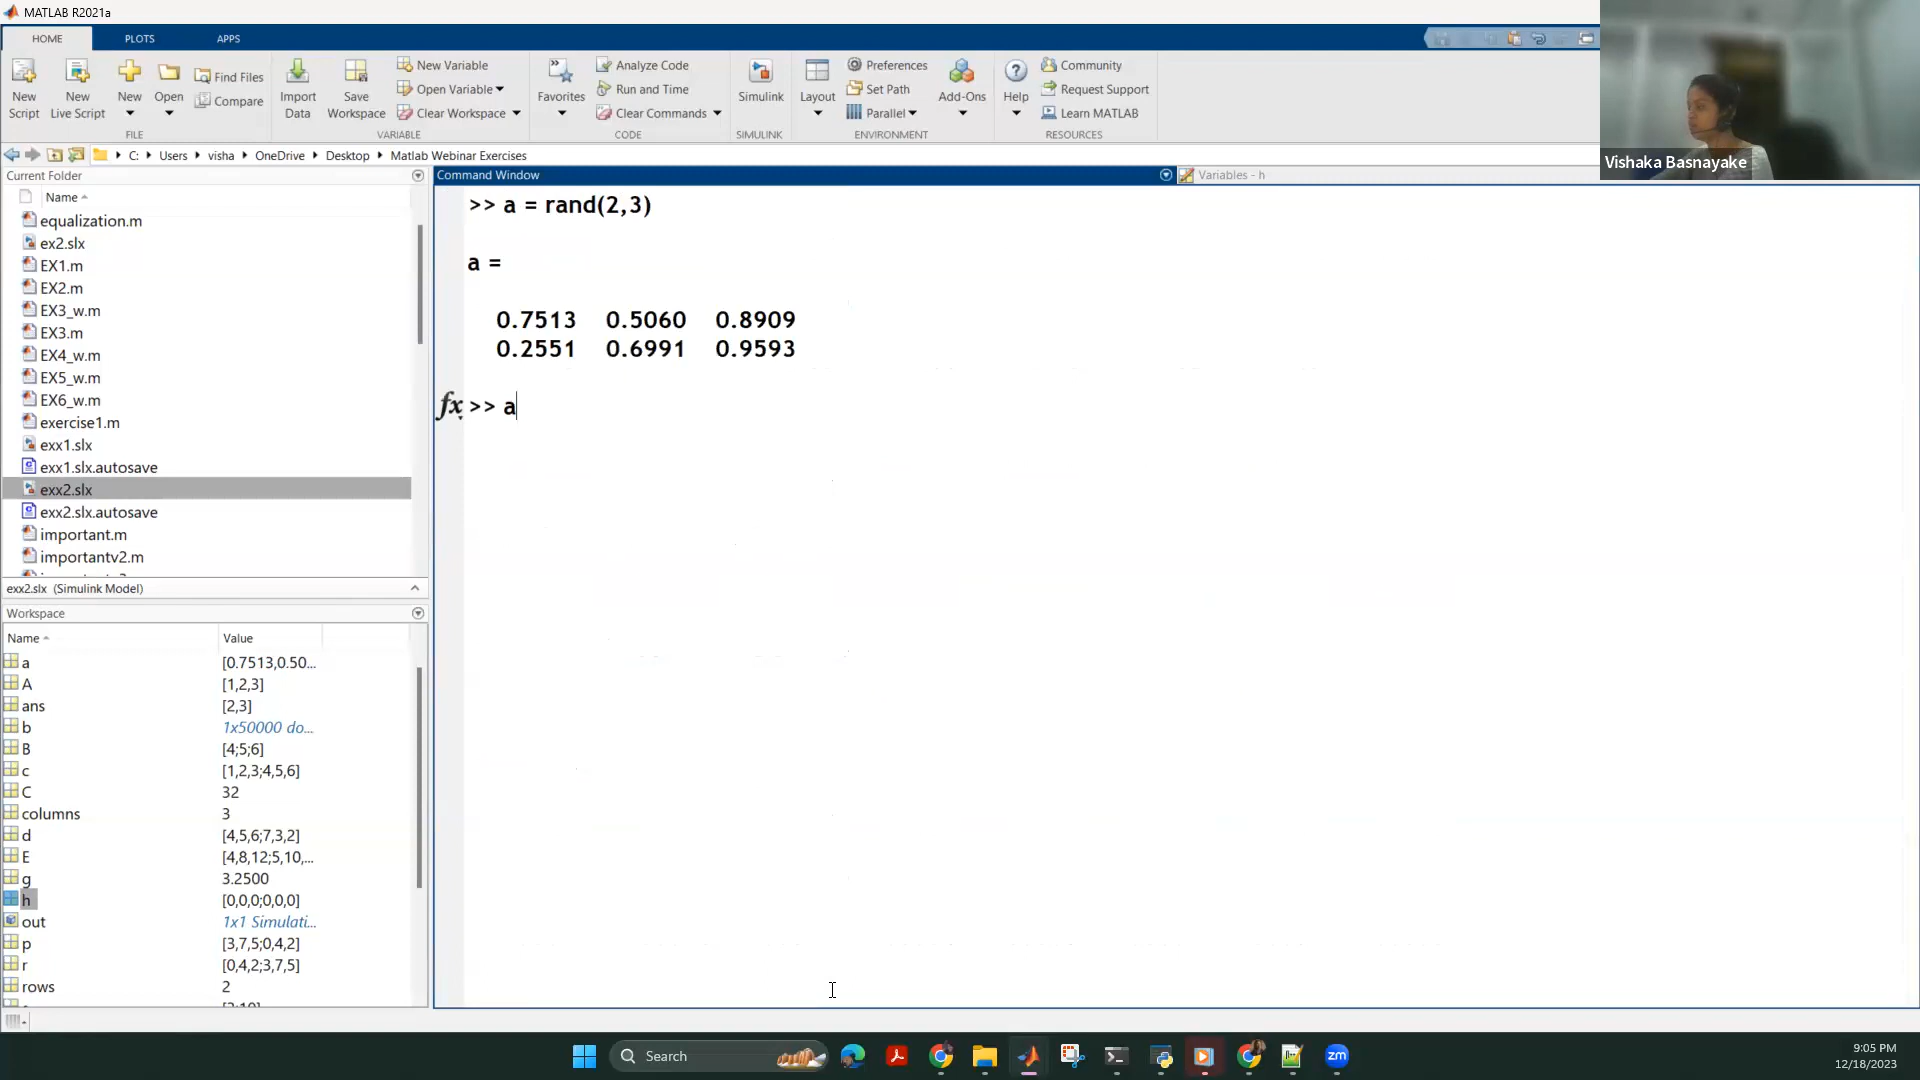 MATLAB R2021a
HOME PLOTS APPS
New Script
New Live Script
New
Open
Find Files
Compare
FILE
Import Data
Save Workspace
New Variable
Open Variable
Clear Workspace
VARIABLE
Favorites
Analyze Code
Run and Time
Clear Commands
CODE
Simulink
SIMULINK
Layout
Preferences
Set Path
Parallel
Add-Ons
ENVIRONMENT
Help
Community
Request Support
Learn MATLAB
RESOURCES
Vishaka Basnayake
C: Users visha OneDrive Desktop Matlab Webinar Exercises
Current Folder
Name
equalization.m
ex2.slx
EX1.m
EX2.m
EX3_w.m
EX3.m
EX4_w.m
EX5_w.m
EX6_w.m
exercise1.m
exx1.slx
exx1.slx.autosave
exx2.slx
exx2.slx.autosave
important.m
importantv2.m
exx2.slx (Simulink Model)
Workspace
Name Value
a [0.7513,0.50...
A [1,2,3]
ans [2,3]
b 1x50000 do...
B [4;5;6]
c [1,2,3;4,5,6]
C 32
columns 3
d [4,5,6;7,3,2]
E [4,8,12;5,10,...
g 3.2500
h [0,0,0;0,0,0]
out 1x1 Simulati...
p [3,7,5;0,4,2]
r [0,4,2;3,7,5]
rows 2
Command Window
Variables - h
>> a = rand(2,3)
a =
0.7513 0.5060 0.8909
0.2551 0.6991 0.9593
fx >> a
Search
zm
9:05 PM
12/18/2023